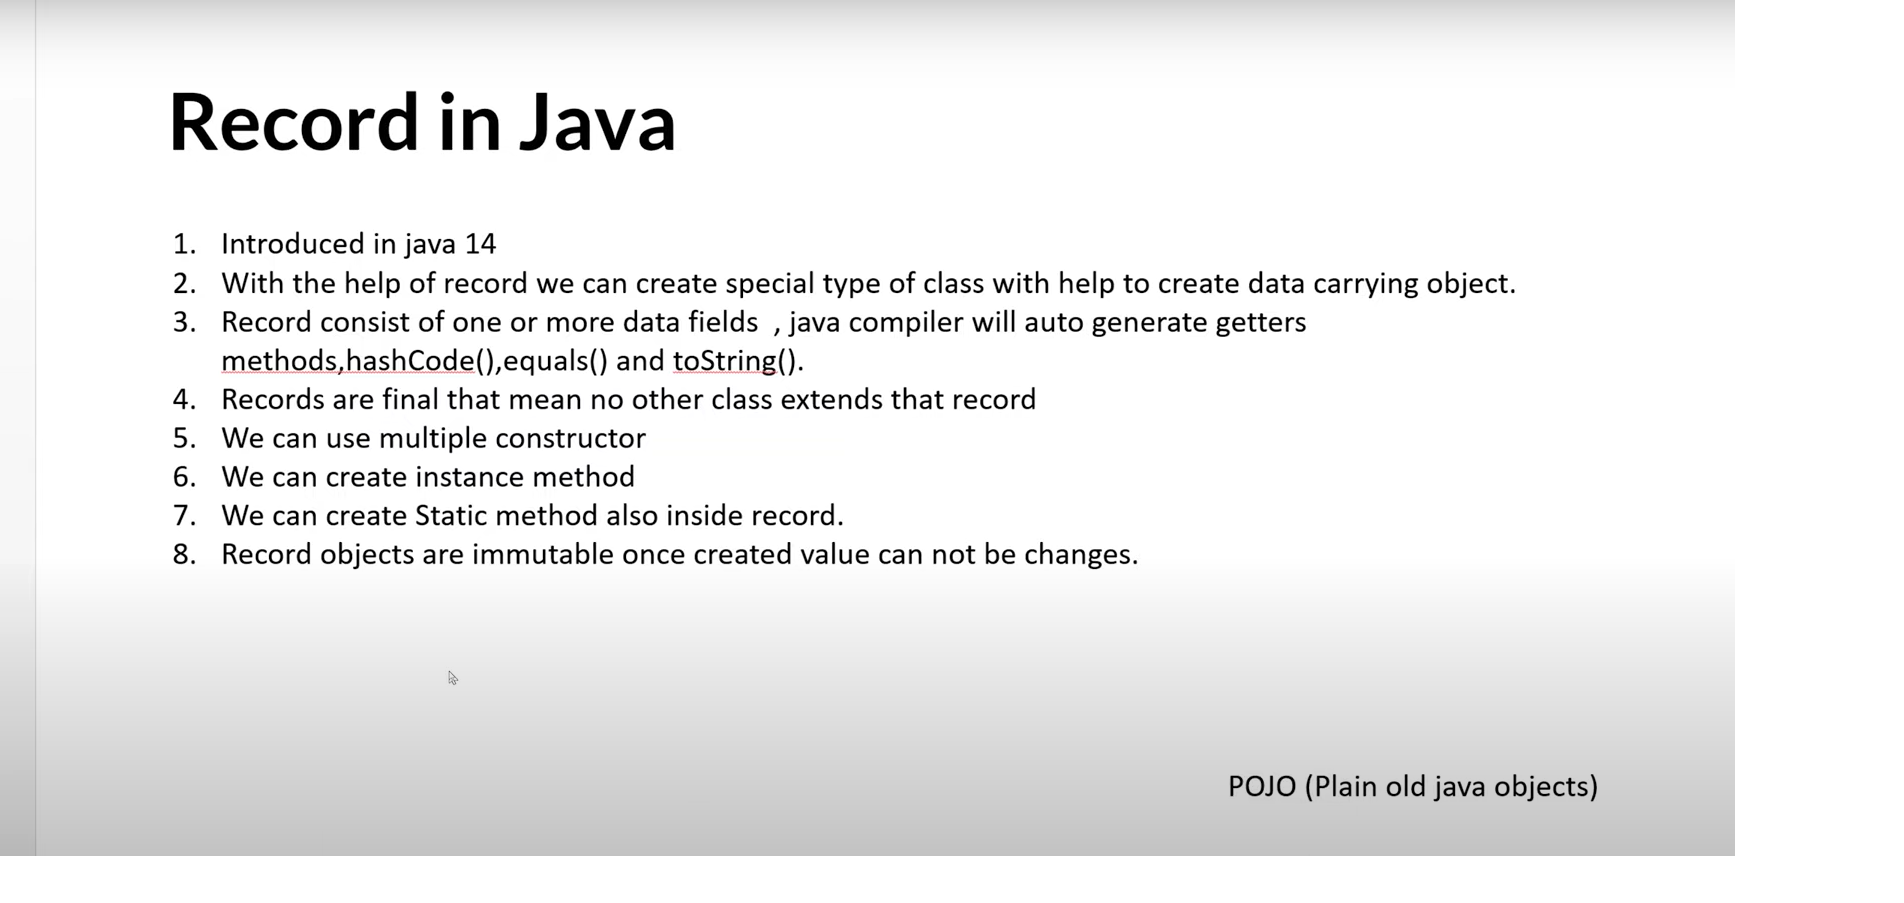 Record in Java
1. Introduced in java 14
2. With the help of record we can create special type of class with help to create data carrying object.
3. Record consist of one or more data fields , java compiler will auto generate getters
methods,hashCode(),equals() and toString().
4. Records are final that mean no other class extends that record
5. We can use multiple constructor
6. We can create instance method
7. We can create Static method also inside record.
8. Record objects are immutable once created value can not be changes.
POJO (Plain old java objects)